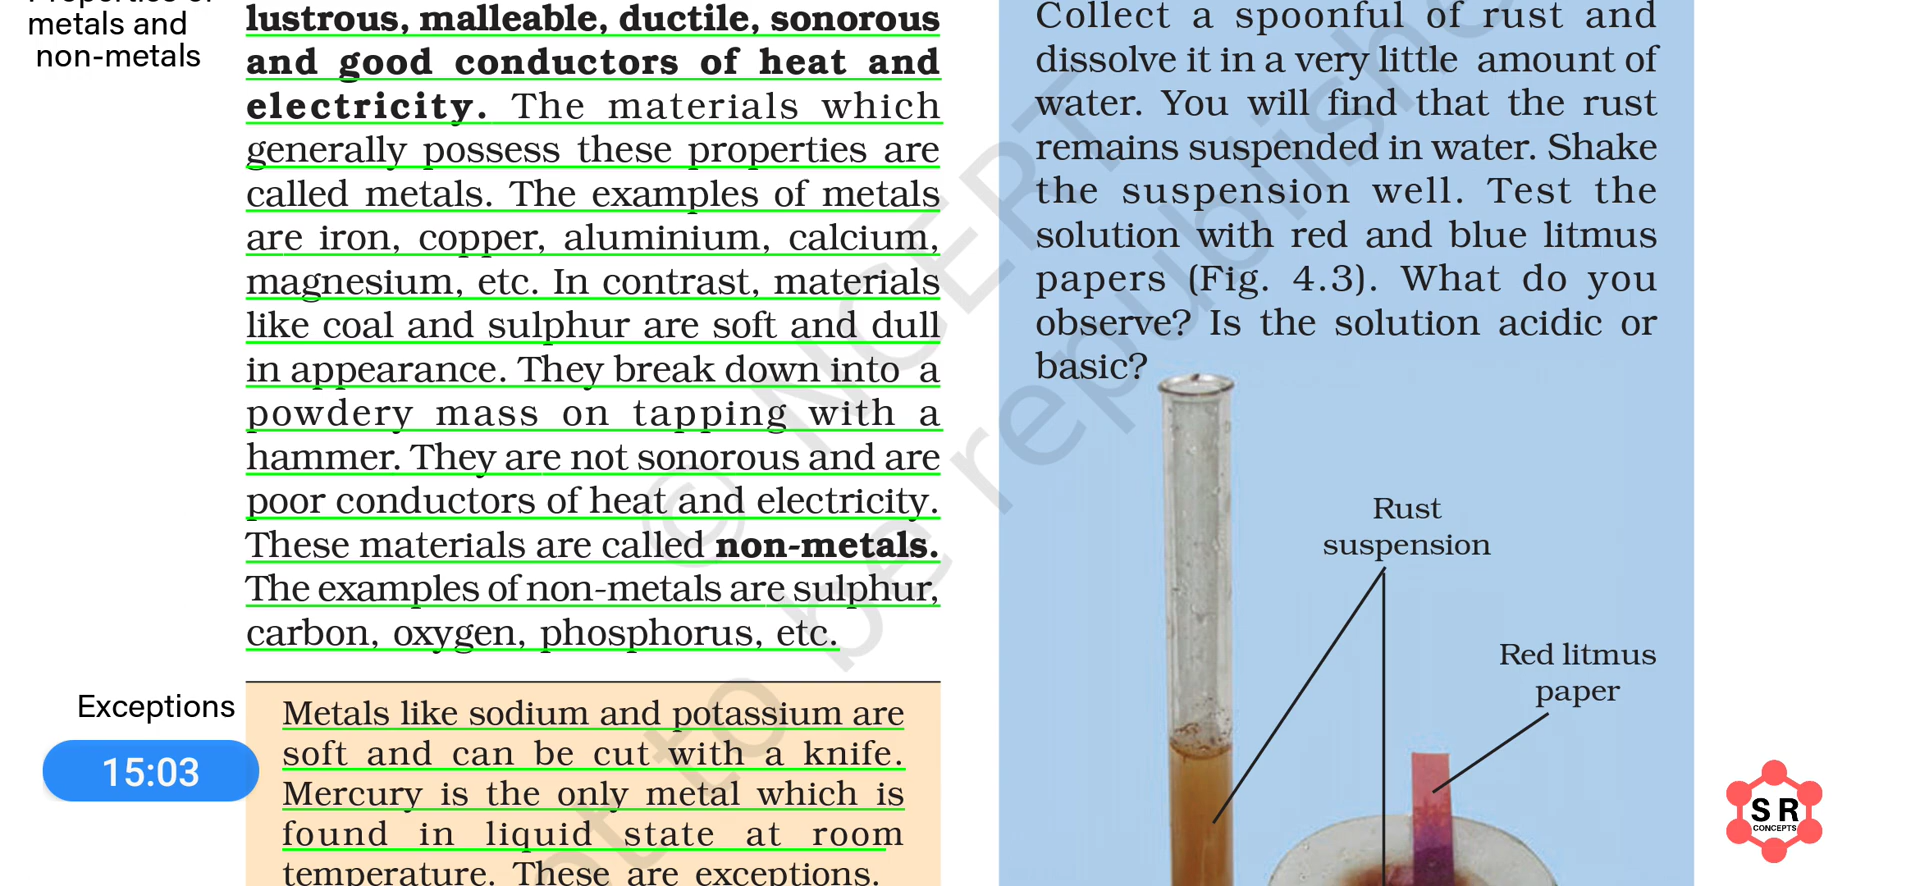 Properties of
metals and
non-metals
lustrous, malleable, ductile, sonorous
and good conductors of heat and
electricity. The materials which
generally possess these properties are
called metals. The examples of metals
are iron, copper, aluminium, calcium,
magnesium, etc. In contrast, materials
like coal and sulphur are soft and dull
in appearance. They break down into a
powdery mass on tapping with a
hammer. They are not sonorous and are
poor conductors of heat and electricity.
These materials are called non-metals.
The examples of non-metals are sulphur,
carbon, oxygen, phosphorus, etc.
Exceptions
15:03
Metals like sodium and potassium are
soft and can be cut with a knife.
Mercury is the only metal which is
found in liquid state at room
temperature. These are exceptions.
Collect a spoonful of rust and
dissolve it in a very little amount of
water. You will find that the rust
remains suspended in water. Shake
the suspension well. Test the
solution with red and blue litmus
papers (Fig. 4.3). What do you
observe? Is the solution acidic or
basic?
Rust
suspension
Red litmus
paper
© NCERT
not to be republished
S R
CONCEPTS